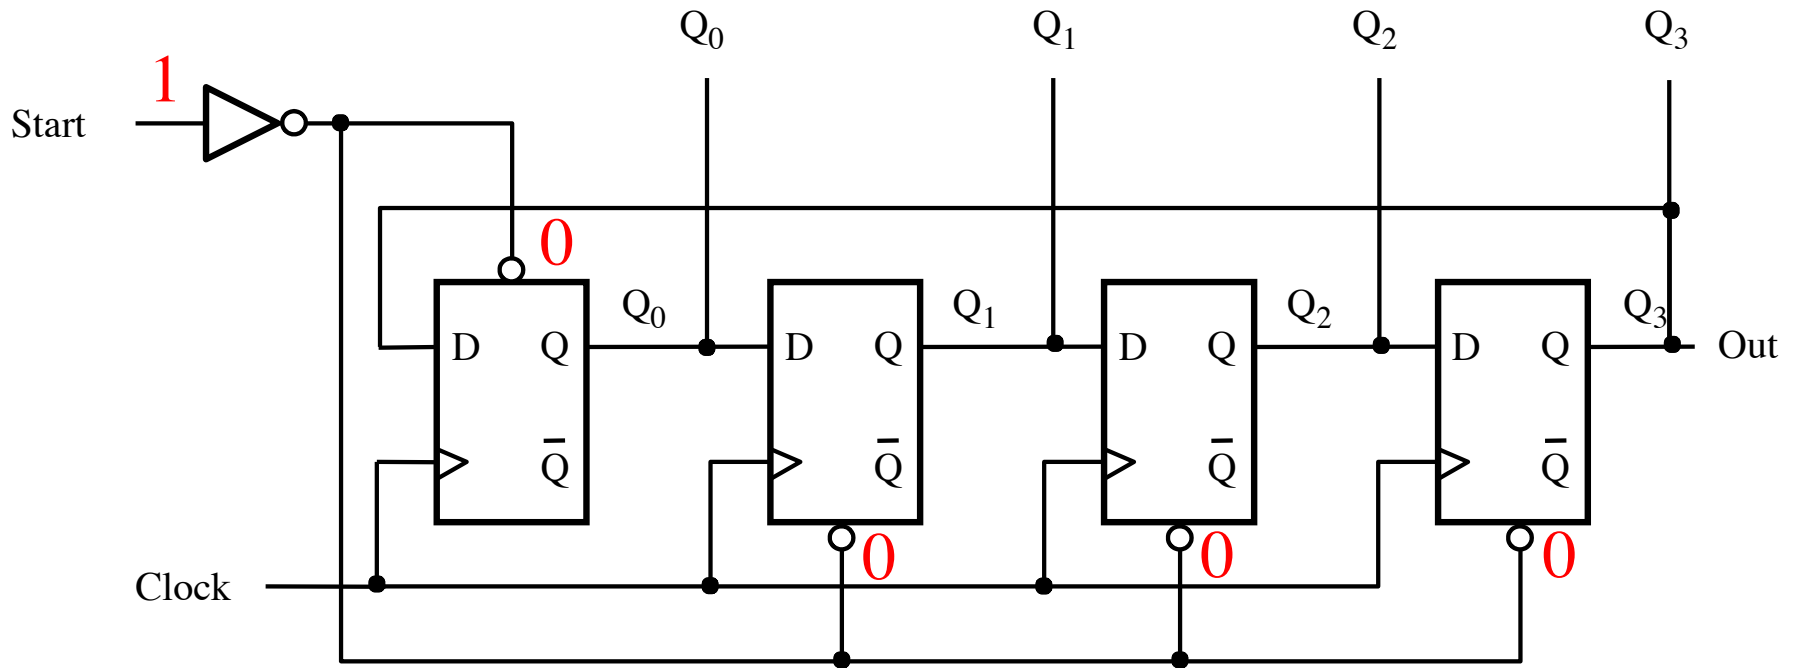 Q0 Q1 Q2 Q3
1
Start
0
Q0 Q1 Q2 Q3
D Q D Q D Q D Q Out
Q̅ Q̅ Q̅ Q̅
0 0 0
Clock